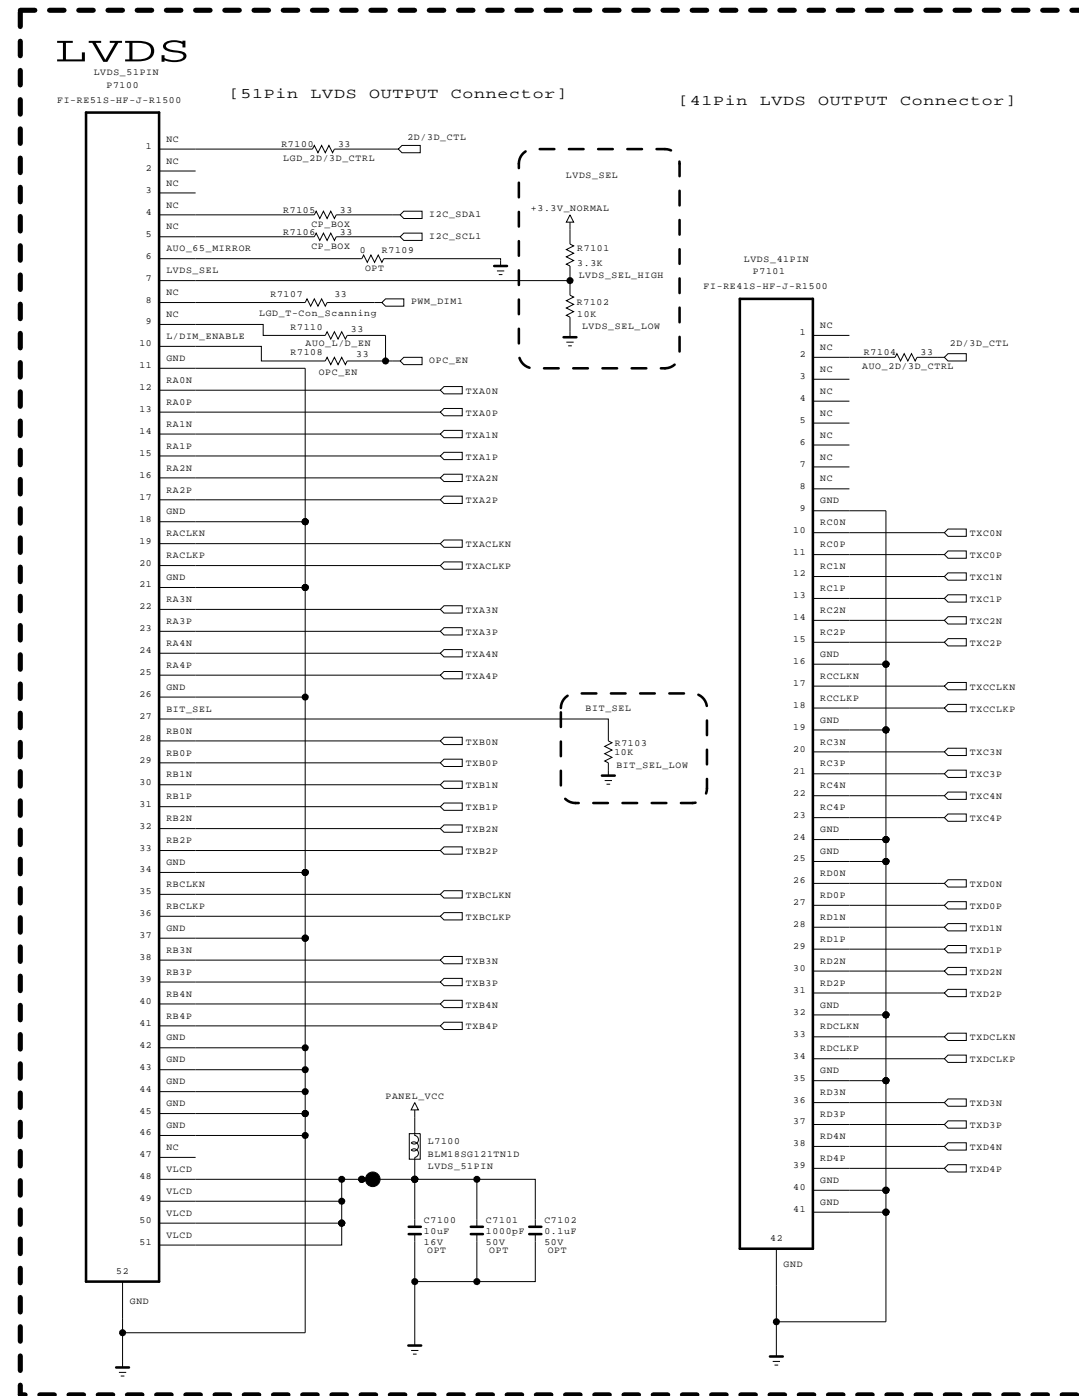 LVDS
LVDS_51PIN
P7100
FI-RE51S-HF-J-R1500
[51Pin LVDS OUTPUT Connector]
[41Pin LVDS OUTPUT Connector]
1 NC R7100 33 2D/3D_CTL
LGD_2D/3D_CTRL
2 NC
3 NC
4 NC R7105 33 I2C_SDA1
CP_BOX
5 NC R7106 33 I2C_SCL1
CP_BOX
6 AUO_65_MIRROR 0 R7109
OPT
7 LVDS_SEL
8 NC R7107 33 PWM_DIM1
LGD_T-Con_Scanning
9 NC R7110 33
AUO_L/D_EN
10 L/DIM_ENABLE R7108 33 OPC_EN
OPC_EN
11 GND
12 RA0N TXA0N
13 RA0P TXA0P
14 RA1N TXA1N
15 RA1P TXA1P
16 RA2N TXA2N
17 RA2P TXA2P
18 GND
19 RACLKN TXACLKN
20 RACLKP TXACLKP
21 GND
22 RA3N TXA3N
23 RA3P TXA3P
24 RA4N TXA4N
25 RA4P TXA4P
26 GND
27 BIT_SEL
28 RB0N TXB0N
29 RB0P TXB0P
30 RB1N TXB1N
31 RB1P TXB1P
32 RB2N TXB2N
33 RB2P TXB2P
34 GND
35 RBCLKN TXBCLKN
36 RBCLKP TXBCLKP
37 GND
38 RB3N TXB3N
39 RB3P TXB3P
40 RB4N TXB4N
41 RB4P TXB4P
42 GND
43 GND
44 GND
45 GND
46 GND
47 NC
48 VLCD
49 VLCD
50 VLCD
51 VLCD
52
GND
LVDS_SEL
+3.3V_NORMAL
R7101
3.3K
LVDS_SEL_HIGH
R7102
10K
LVDS_SEL_LOW
BIT_SEL
R7103
10K
BIT_SEL_LOW
PANEL_VCC
L7100
BLM18SG121TN1D
LVDS_51PIN
C7100
10uF
16V
OPT
C7101
1000pF
50V
OPT
C7102
0.1uF
50V
OPT
LVDS_41PIN
P7101
FI-RE41S-HF-J-R1500
1 NC
2 NC R7104 33 2D/3D_CTL
AUO_2D/3D_CTRL
3 NC
4 NC
5 NC
6 NC
7 NC
8 NC
9 GND
10 RC0N TXC0N
11 RC0P TXC0P
12 RC1N TXC1N
13 RC1P TXC1P
14 RC2N TXC2N
15 RC2P TXC2P
16 GND
17 RCCLKN TXCCLKN
18 RCCLKP TXCCLKP
19 GND
20 RC3N TXC3N
21 RC3P TXC3P
22 RC4N TXC4N
23 RC4P TXC4P
24 GND
25 GND
26 RD0N TXD0N
27 RD0P TXD0P
28 RD1N TXD1N
29 RD1P TXD1P
30 RD2N TXD2N
31 RD2P TXD2P
32 GND
33 RDCLKN TXDCLKN
34 RDCLKP TXDCLKP
35 GND
36 RD3N TXD3N
37 RD3P TXD3P
38 RD4N TXD4N
39 RD4P TXD4P
40 GND
41 GND
42
GND